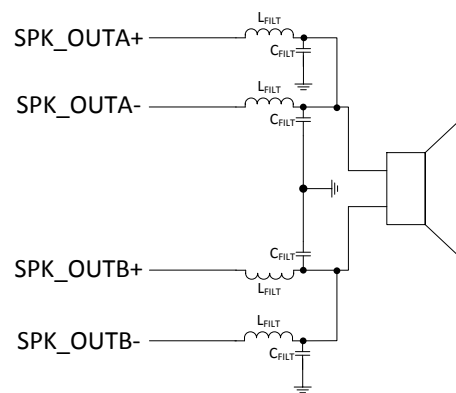 LFILT
SPK_OUTA+
CFILT
LFILT
SPK_OUTA-
CFILT
CFILT
SPK_OUTB+
LFILT
LFILT
SPK_OUTB-
CFILT